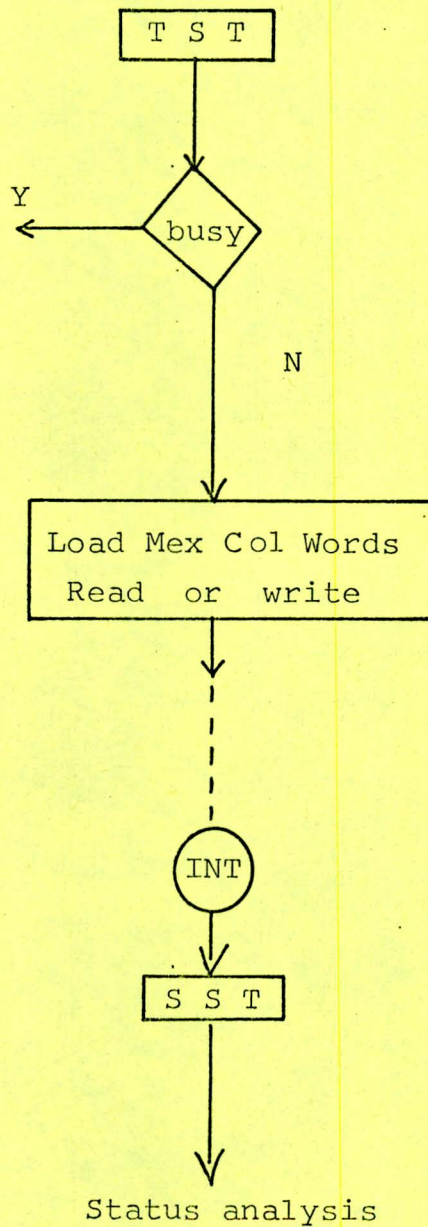 T S T
Y
busy
N
Load Mex Col Words
Read or write
INT
S S T
Status analysis